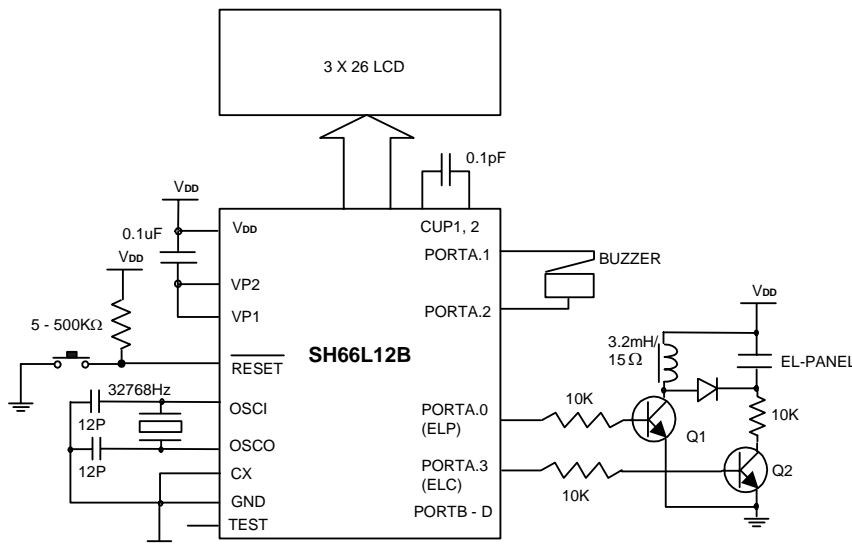 3 X 26 LCD
0.1pF
VDD
0.1uF
VDD
CUP1, 2
VDD
PORTA.1
BUZZER
VP2
VDD
PORTA.2
VP1
5 - 500KΩ
SH66L12B
3.2mH/
15Ω
EL-PANEL
RESET
32768Hz
OSCI
PORTA.0
(ELP)
10K
10K
12P
Q1
OSCO
12P
PORTA.3
(ELC)
10K
Q2
CX
GND
PORTB - D
TEST